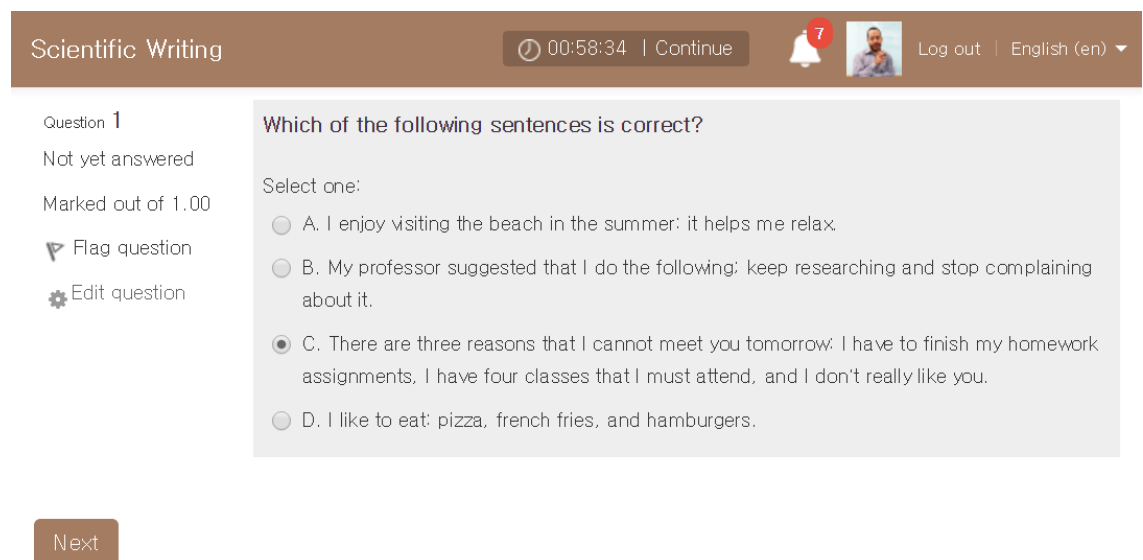 Scientific Writing
00:58:34 | Continue
7
Log out | English (en)
Question 1
Not yet answered
Marked out of 1.00
Flag question
Edit question
Which of the following sentences is correct?
Select one:
A. I enjoy visiting the beach in the summer: it helps me relax.
B. My professor suggested that I do the following; keep researching and stop complaining
about it.
C. There are three reasons that I cannot meet you tomorrow: I have to finish my homework
assignments, I have four classes that I must attend, and I don't really like you.
D. I like to eat: pizza, french fries, and hamburgers.
Next